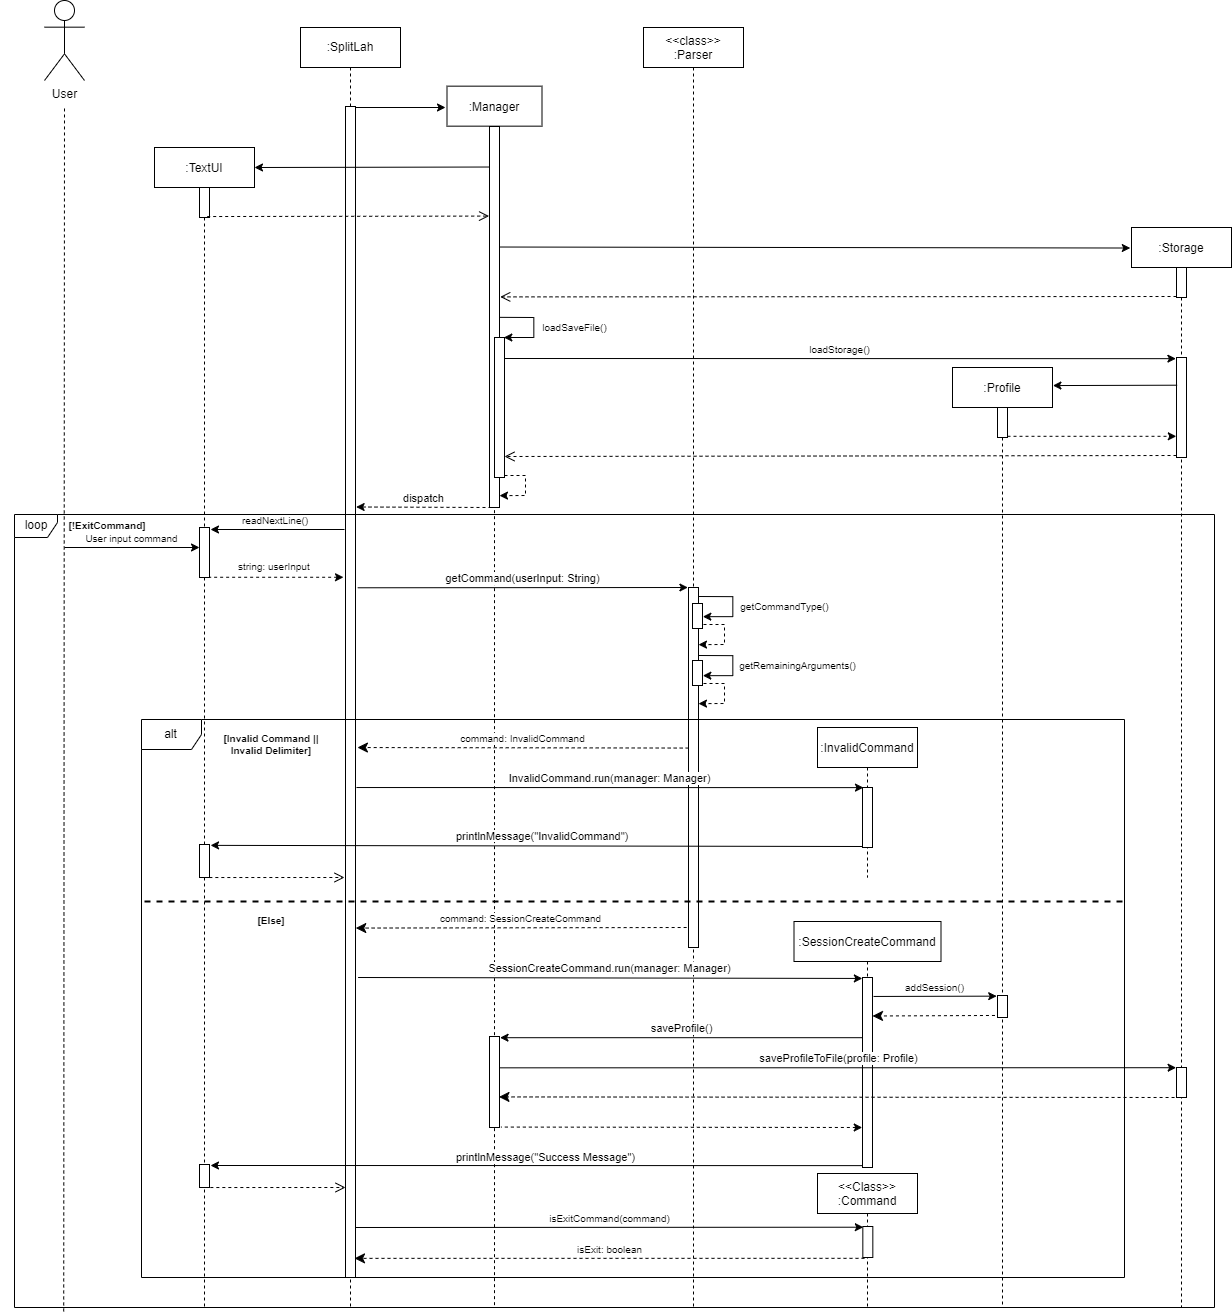 :SplitLah
<<class>>
:Parser
User
:Manager
:TextUI
:Storage
loadSaveFile()
loadStorage()
:Profile
dispatch
loop
[!ExitCommand]
readNextLine()
User input command
string: userInput
getCommand(userInput: String)
getCommandType()
getRemainingArguments()
alt
[Invalid Command ||
Invalid Delimiter]
command: InvalidCommand
:InvalidCommand
InvalidCommand.run(manager: Manager)
printlnMessage("InvalidCommand")
[Else]
command: SessionCreateCommand
:SessionCreateCommand
SessionCreateCommand.run(manager: Manager)
addSession()
saveProfile()
saveProfileToFile(profile: Profile)
printlnMessage("Success Message")
<<Class>>
:Command
isExitCommand(command)
isExit: boolean